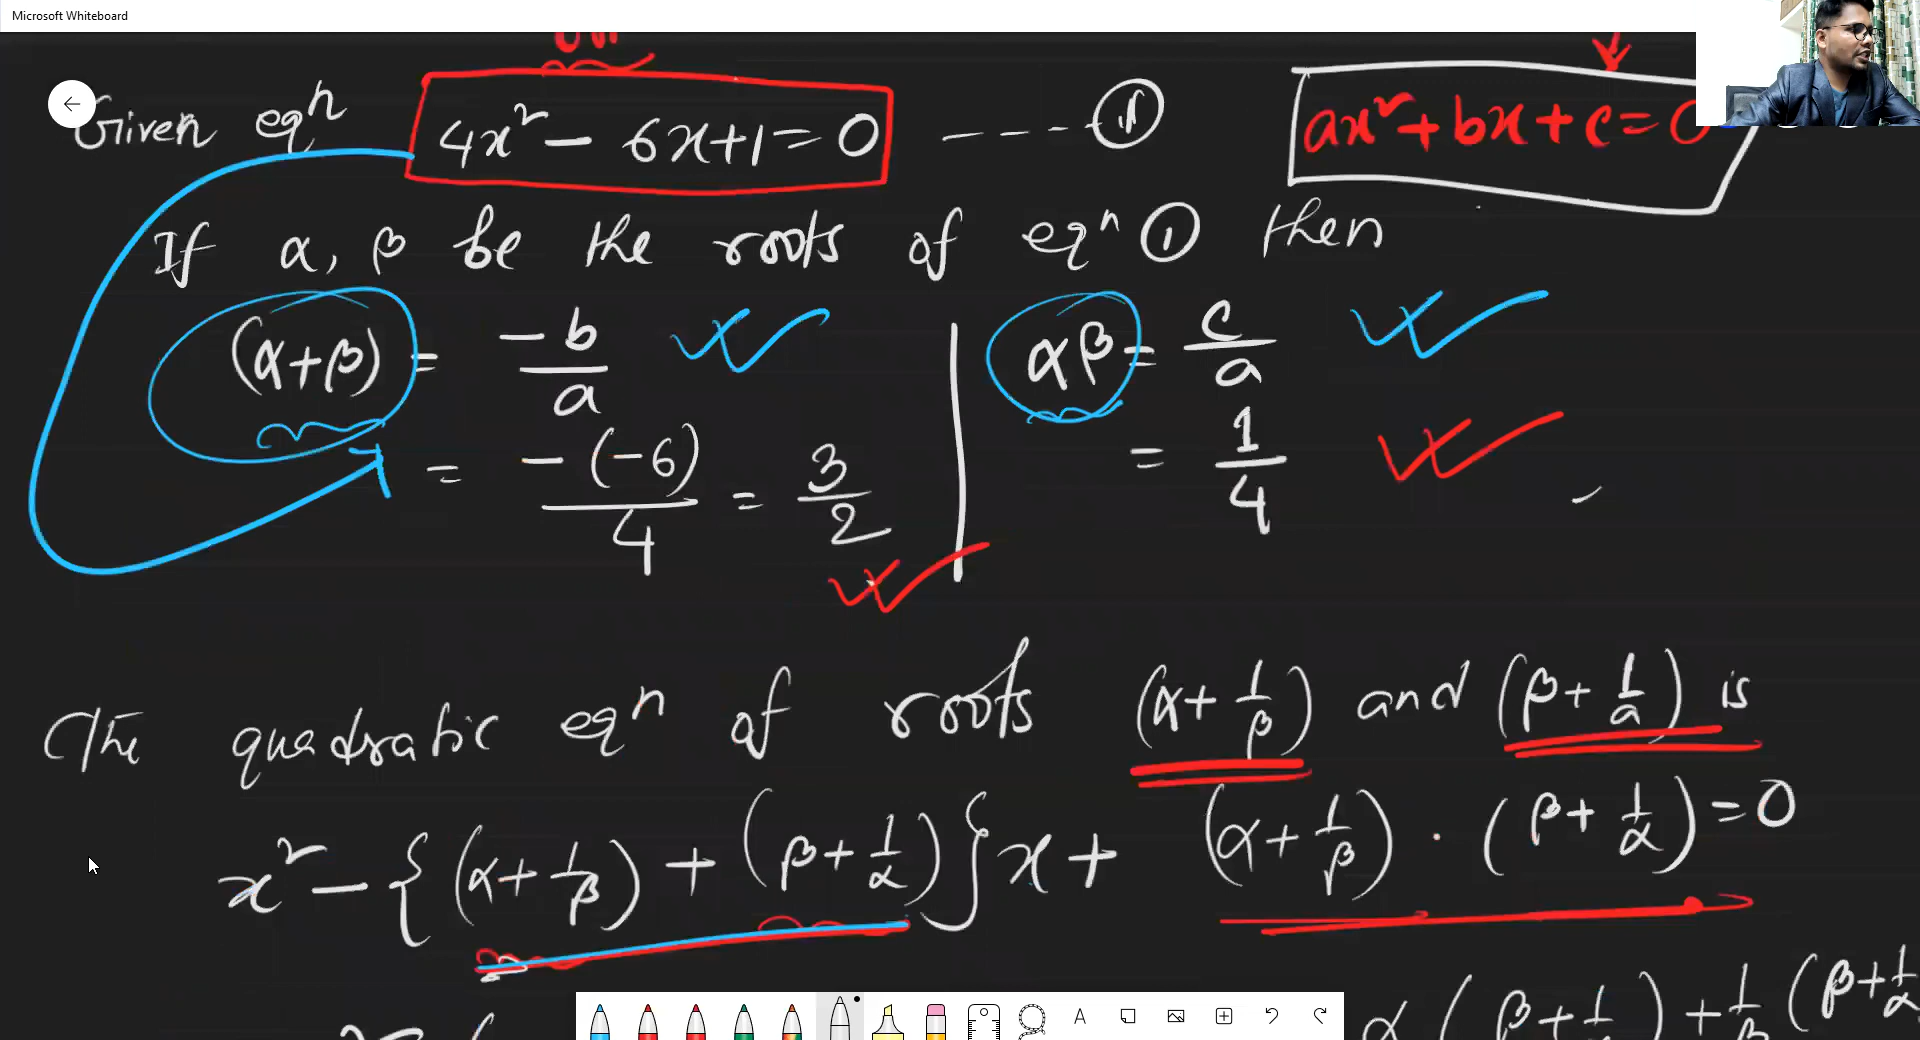 Microsoft Whiteboard
Given eqⁿ 4x² - 6x+1=0 ----① ax²+bx+c=0
If α, β be the roots of eqⁿ ① then
(α+β) = -b/a αβ = c/a
= -(-6)/4 = 3/2 = 1/4
The quadratic eqⁿ of roots (α+1/β) and (β+1/a) is
x² - {(α+1/β) + (β+1/α)}x + (α+1/β) · (β+1/α)=0